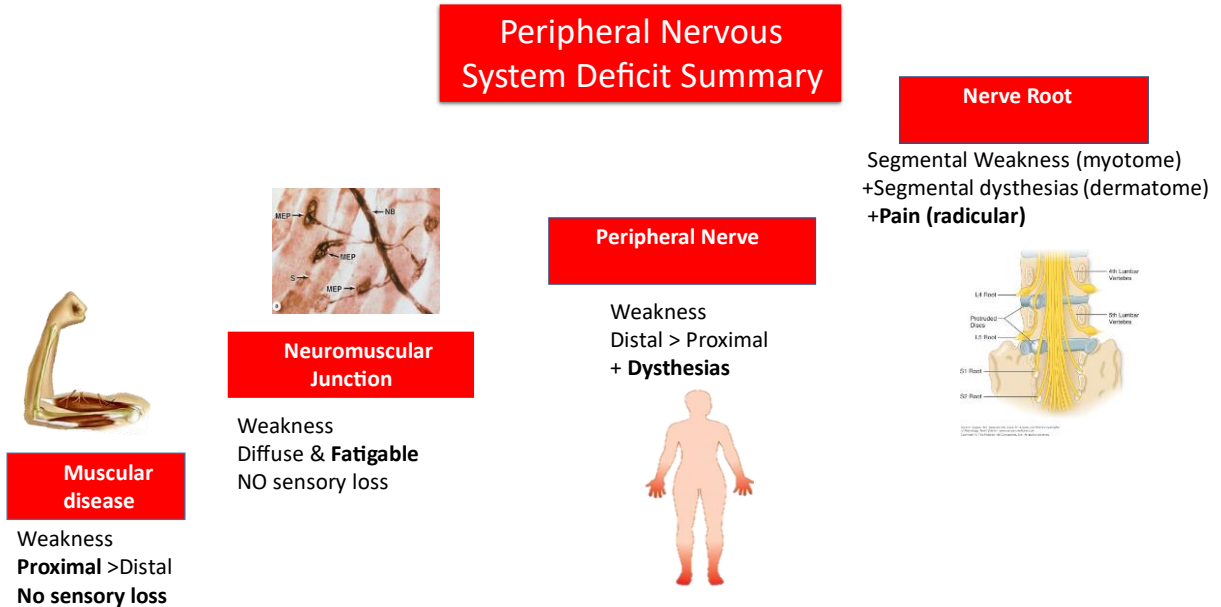 Peripheral Nervous
System Deficit Summary
Nerve Root
Segmental Weakness (myotome)
+Segmental dysthesias (dermatome)
+Pain (radicular)
4th Lumbar
Vertebra
L4 Root
Protruded
Discs
5th Lumbar
Vertebra
L5 Root
S1 Root
S2 Root
Peripheral Nerve
Weakness
Distal > Proximal
+ Dysthesias
MEP
NB
MEP
S
MEP
a
Neuromuscular
Junction
Weakness
Diffuse & Fatigable
NO sensory loss
Muscular
disease
Weakness
Proximal >Distal
No sensory loss